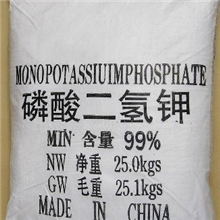 MONOPOTASSIUIMPHOSPHATE
磷酸二氢钾
MIN 含量 99%
NW 净重 25.0kgs
GW 毛重 25.1kgs
MADE IN CHINA